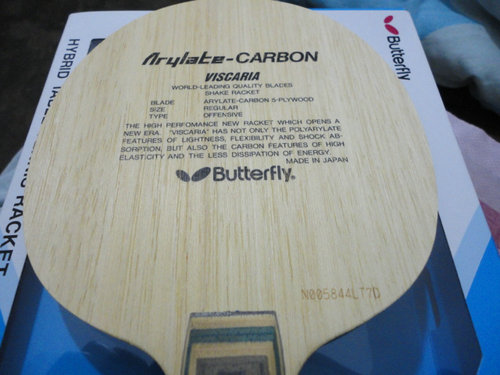 Arylate-CARBON
VISCARIA
WORLD-LEADING QUALITY BLADES
SHAKE RACKET
BLADE ARYLATE-CARBON 5-PLYWOOD
SIZE REGULAR
TYPE OFFENSIVE
THE HIGH PERFOMANCE NEW RACKET WHICH OPENS A
NEW ERA. "VISCARIA" HAS NOT ONLY THE POLYARYLATE
FEATURES OF LIGHTNESS, FLEXIBILITY AND SHOCK AB-
SORPTION, BUT ALSO THE CARBON FEATURES OF HIGH
ELASTICITY AND THE LESS DISSIPATION OF ENERGY.
MADE IN JAPAN
Butterfly
N005844LT7D
Butterfly
HYBRID
RACKET